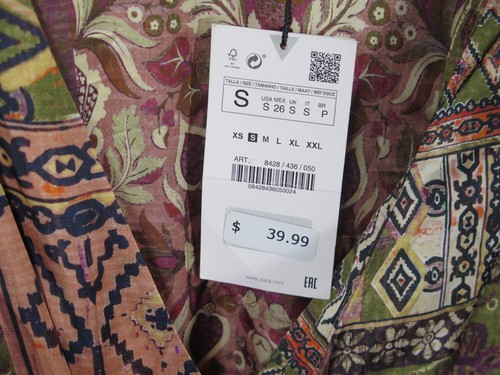 FSC
TALLA / SIZE / TAMANHO / TAILLE / MAAT / ΜΕΓΕΘΟΣ
S
USA MEX UK IT BR
S 26 S S P
XS S M L XL XXL
ART.: 8428 / 436 / 050
08428436050024
$ 39.99
www.zara.com
EAC